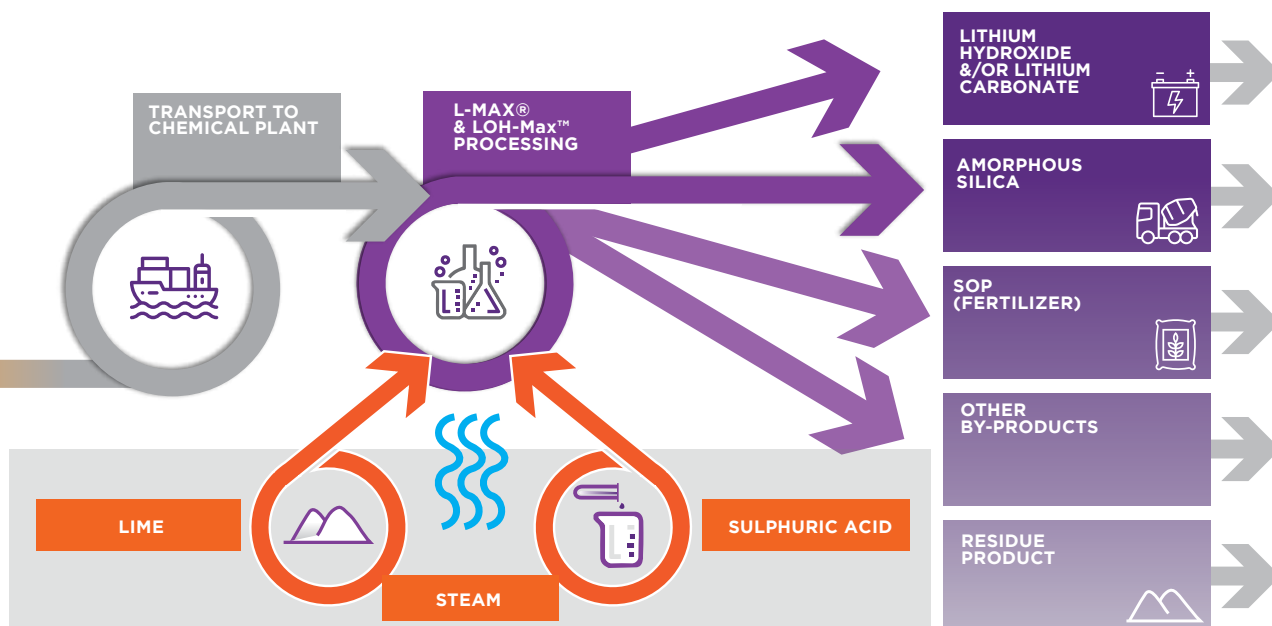 TRANSPORT TO
CHEMICAL PLANT
L-MAX®
& LOH-Max™
PROCESSING
LITHIUM
HYDROXIDE
&/OR LITHIUM
CARBONATE
AMORPHOUS
SILICA
SOP
(FERTILIZER)
OTHER
BY-PRODUCTS
RESIDUE
PRODUCT
LIME
STEAM
SULPHURIC ACID